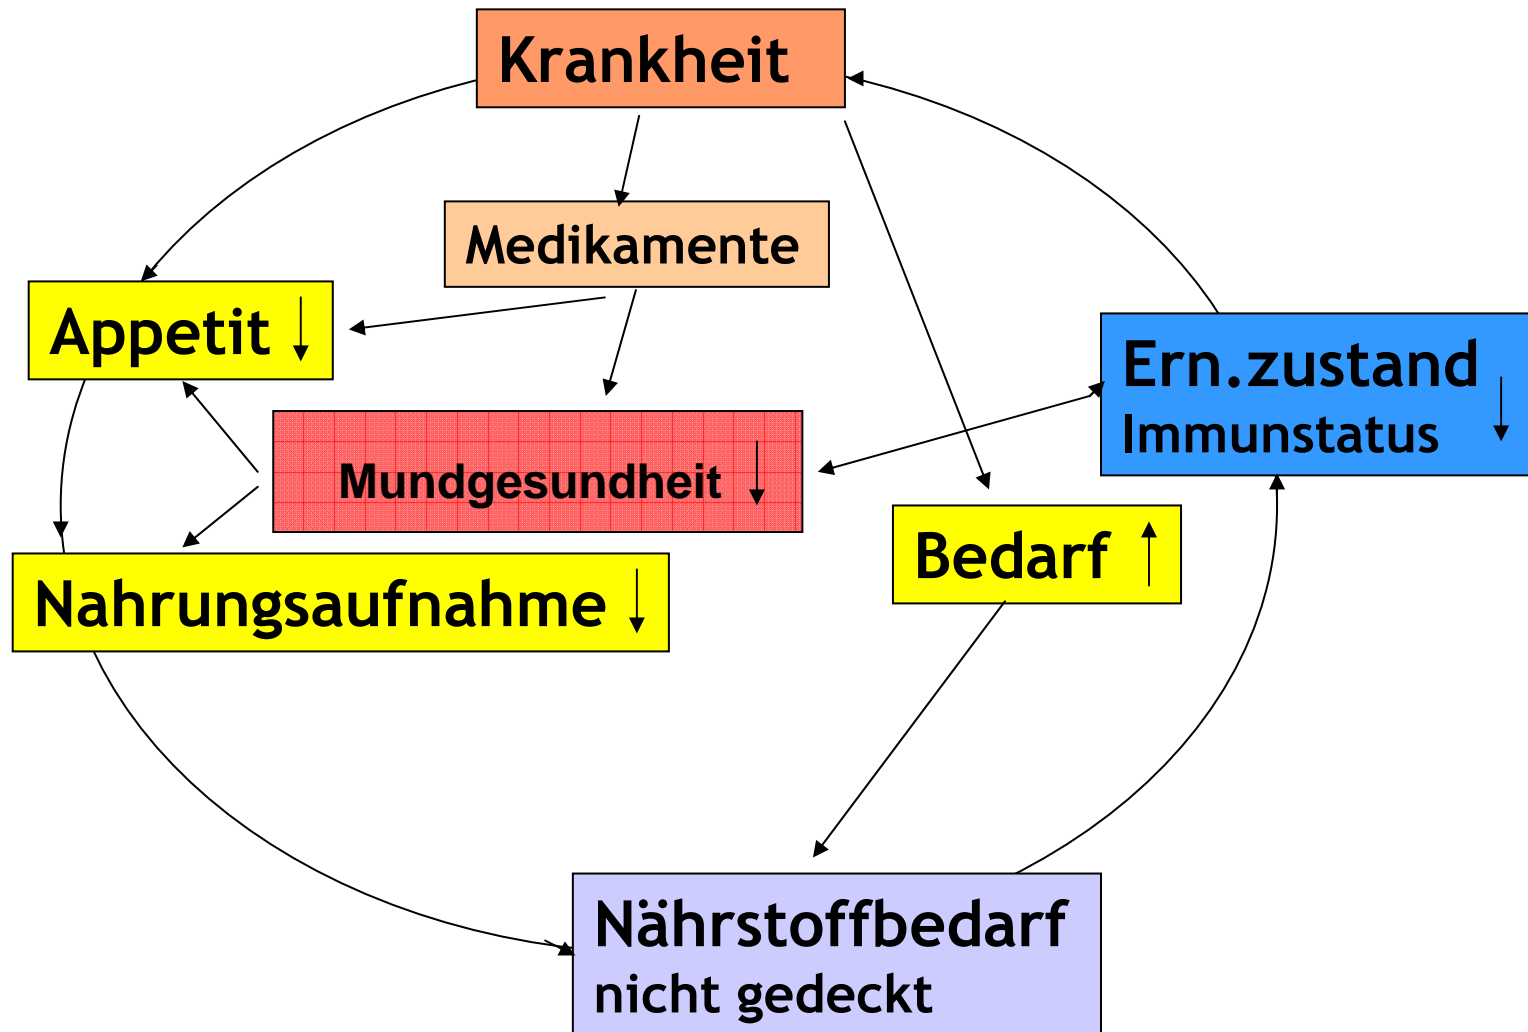 Krankheit
Medikamente
Appetit
Ern.zustand
Immunstatus
Mundgesundheit
Bedarf
Nahrungsaufnahme
Nährstoffbedarf
nicht gedeckt